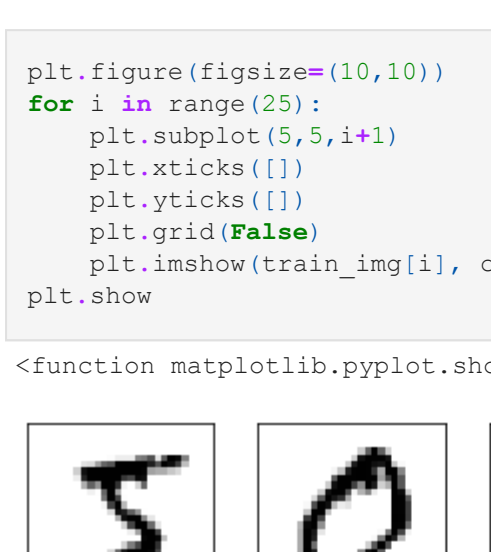 plt.figure(figsize=(10,10))
for i in range(25):
    plt.subplot(5,5,i+1)
    plt.xticks([])
    plt.yticks([])
    plt.grid(False)
    plt.imshow(train_img[i], c
plt.show
<function matplotlib.pyplot.sho